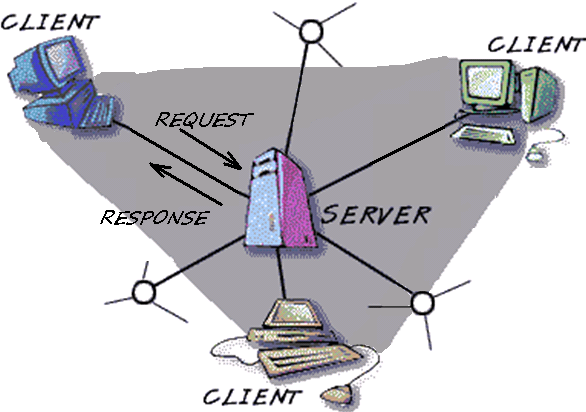 CLIENT
CLIENT
REQUEST
RESPONSE
SERVER
CLIENT